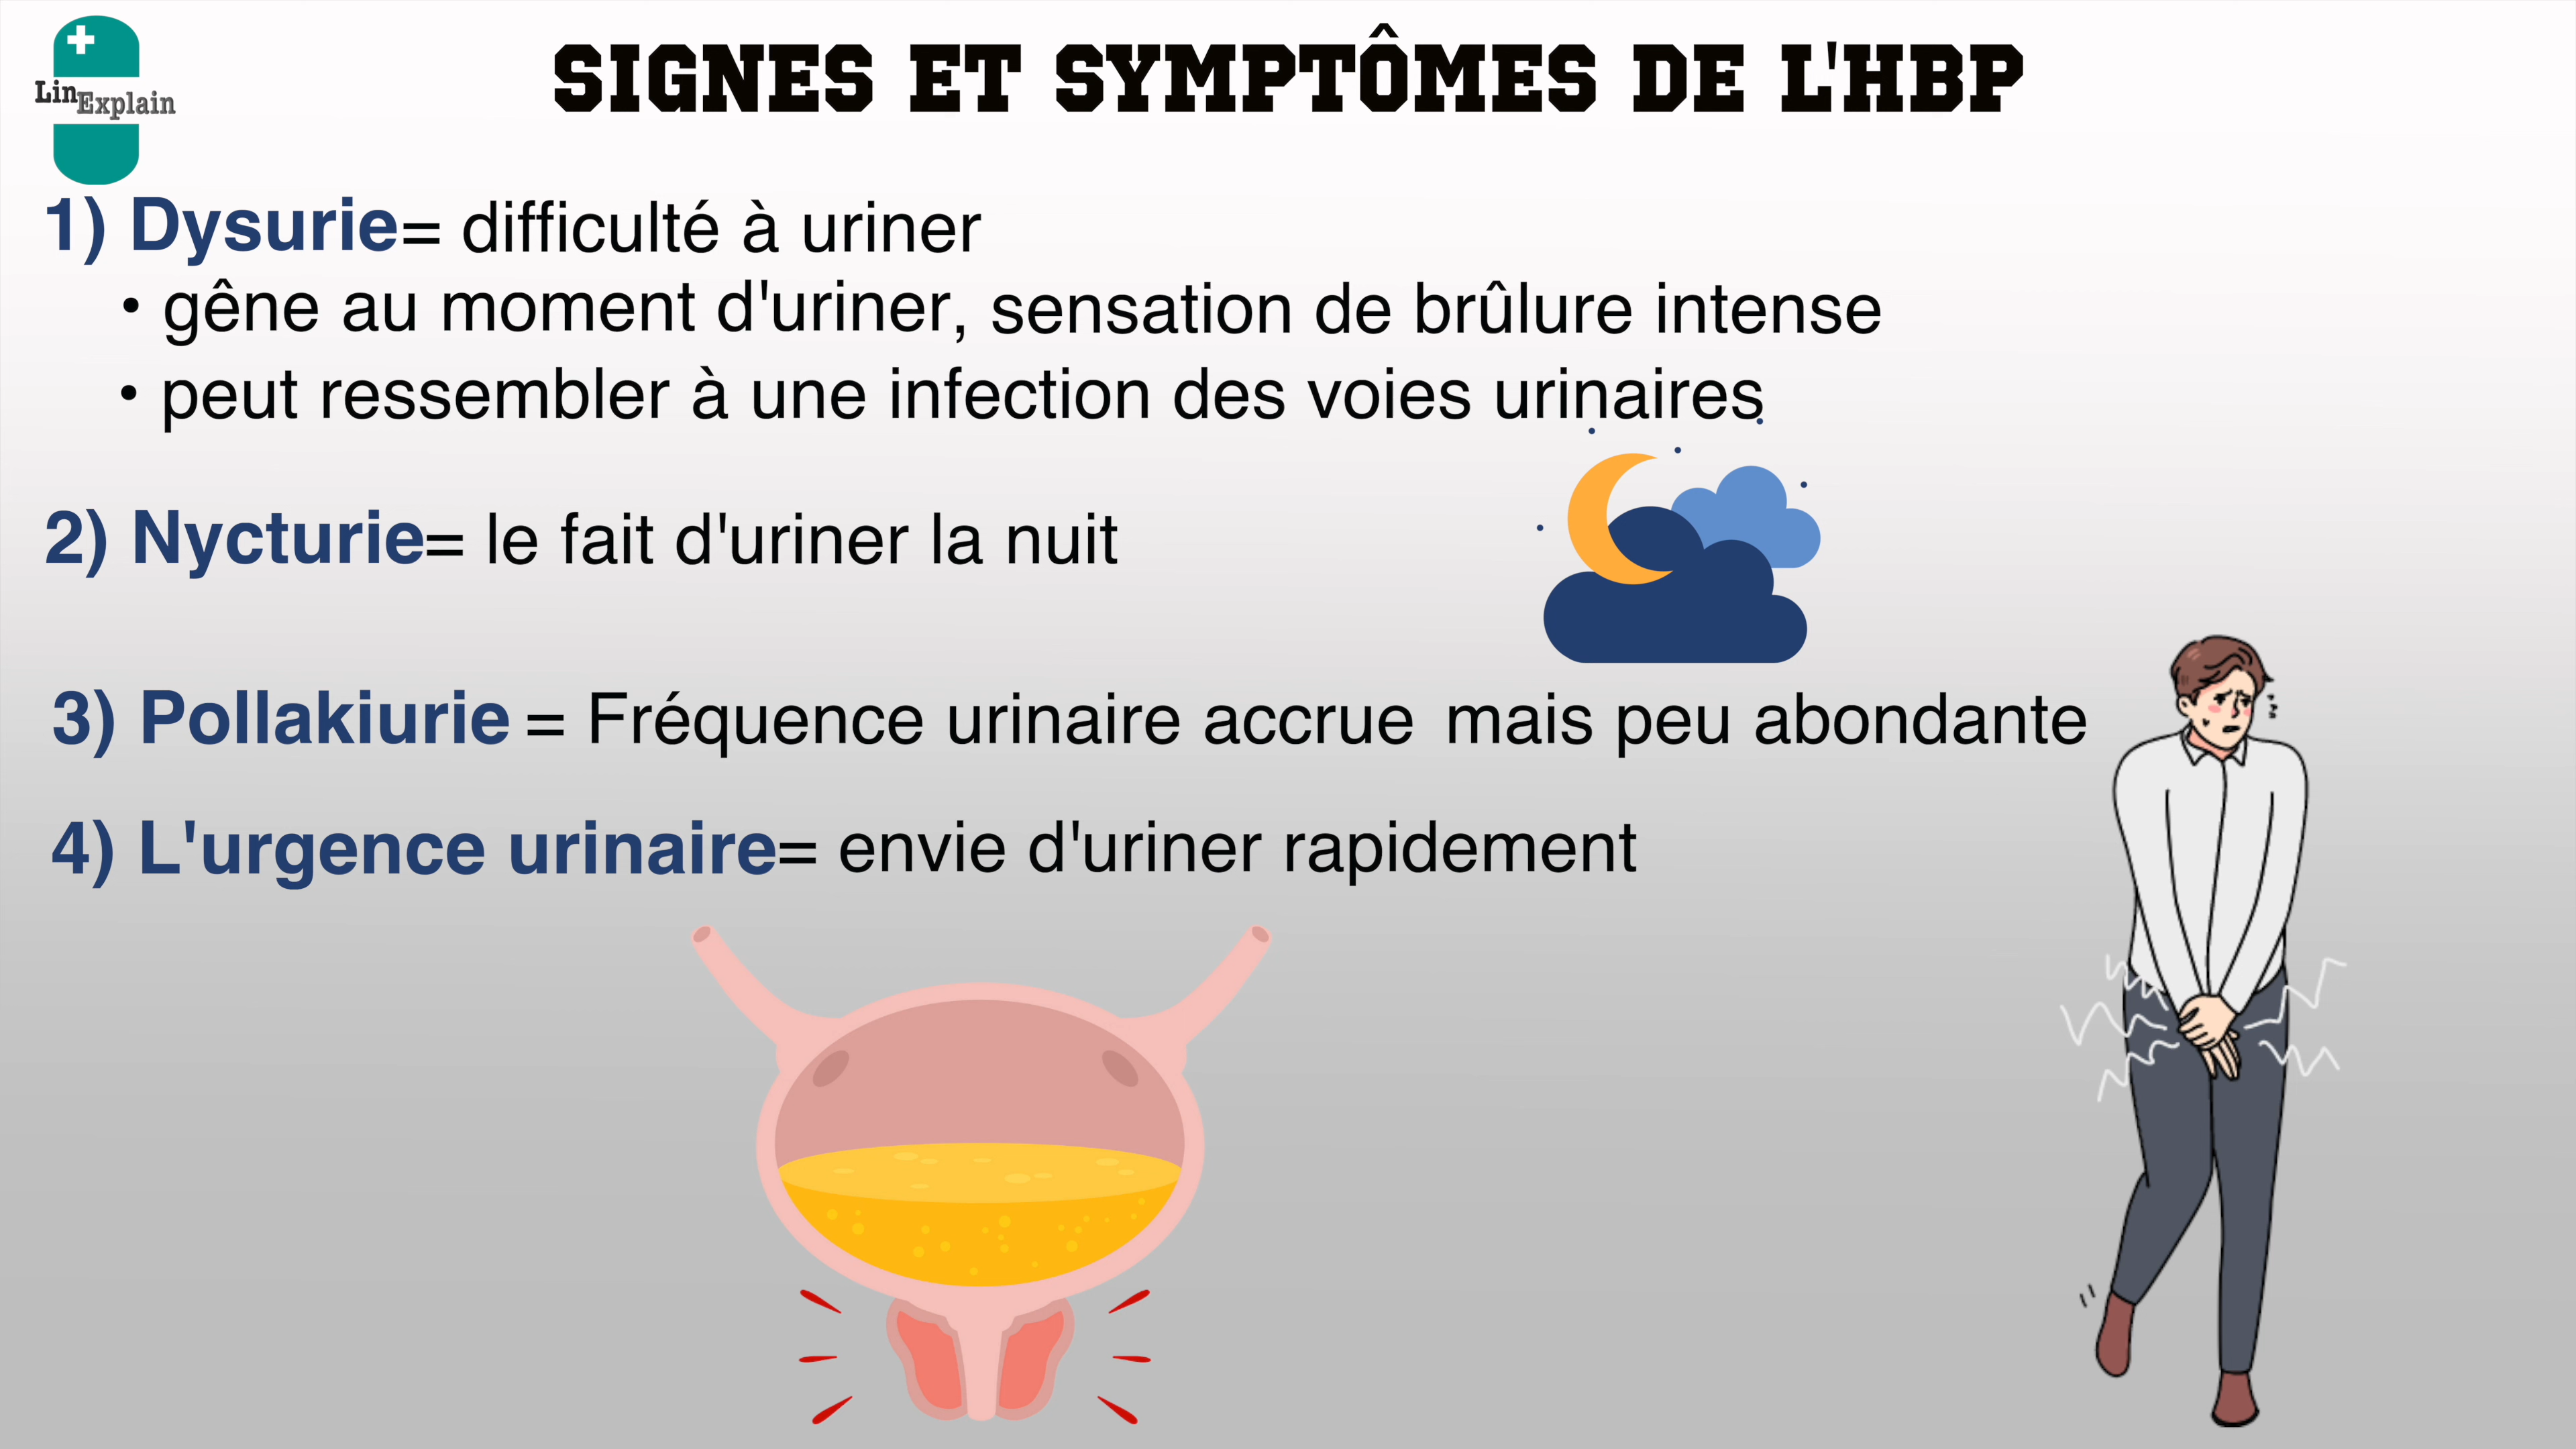 LinExplain
SIGNES ET SYMPTÔMES DE L'HBP
1) Dysurie= difficulté à uriner
• gêne au moment d'uriner, sensation de brûlure intense
• peut ressembler à une infection des voies urinaires
2) Nycturie= le fait d'uriner la nuit
3) Pollakiurie = Fréquence urinaire accrue mais peu abondante
4) L'urgence urinaire= envie d'uriner rapidement